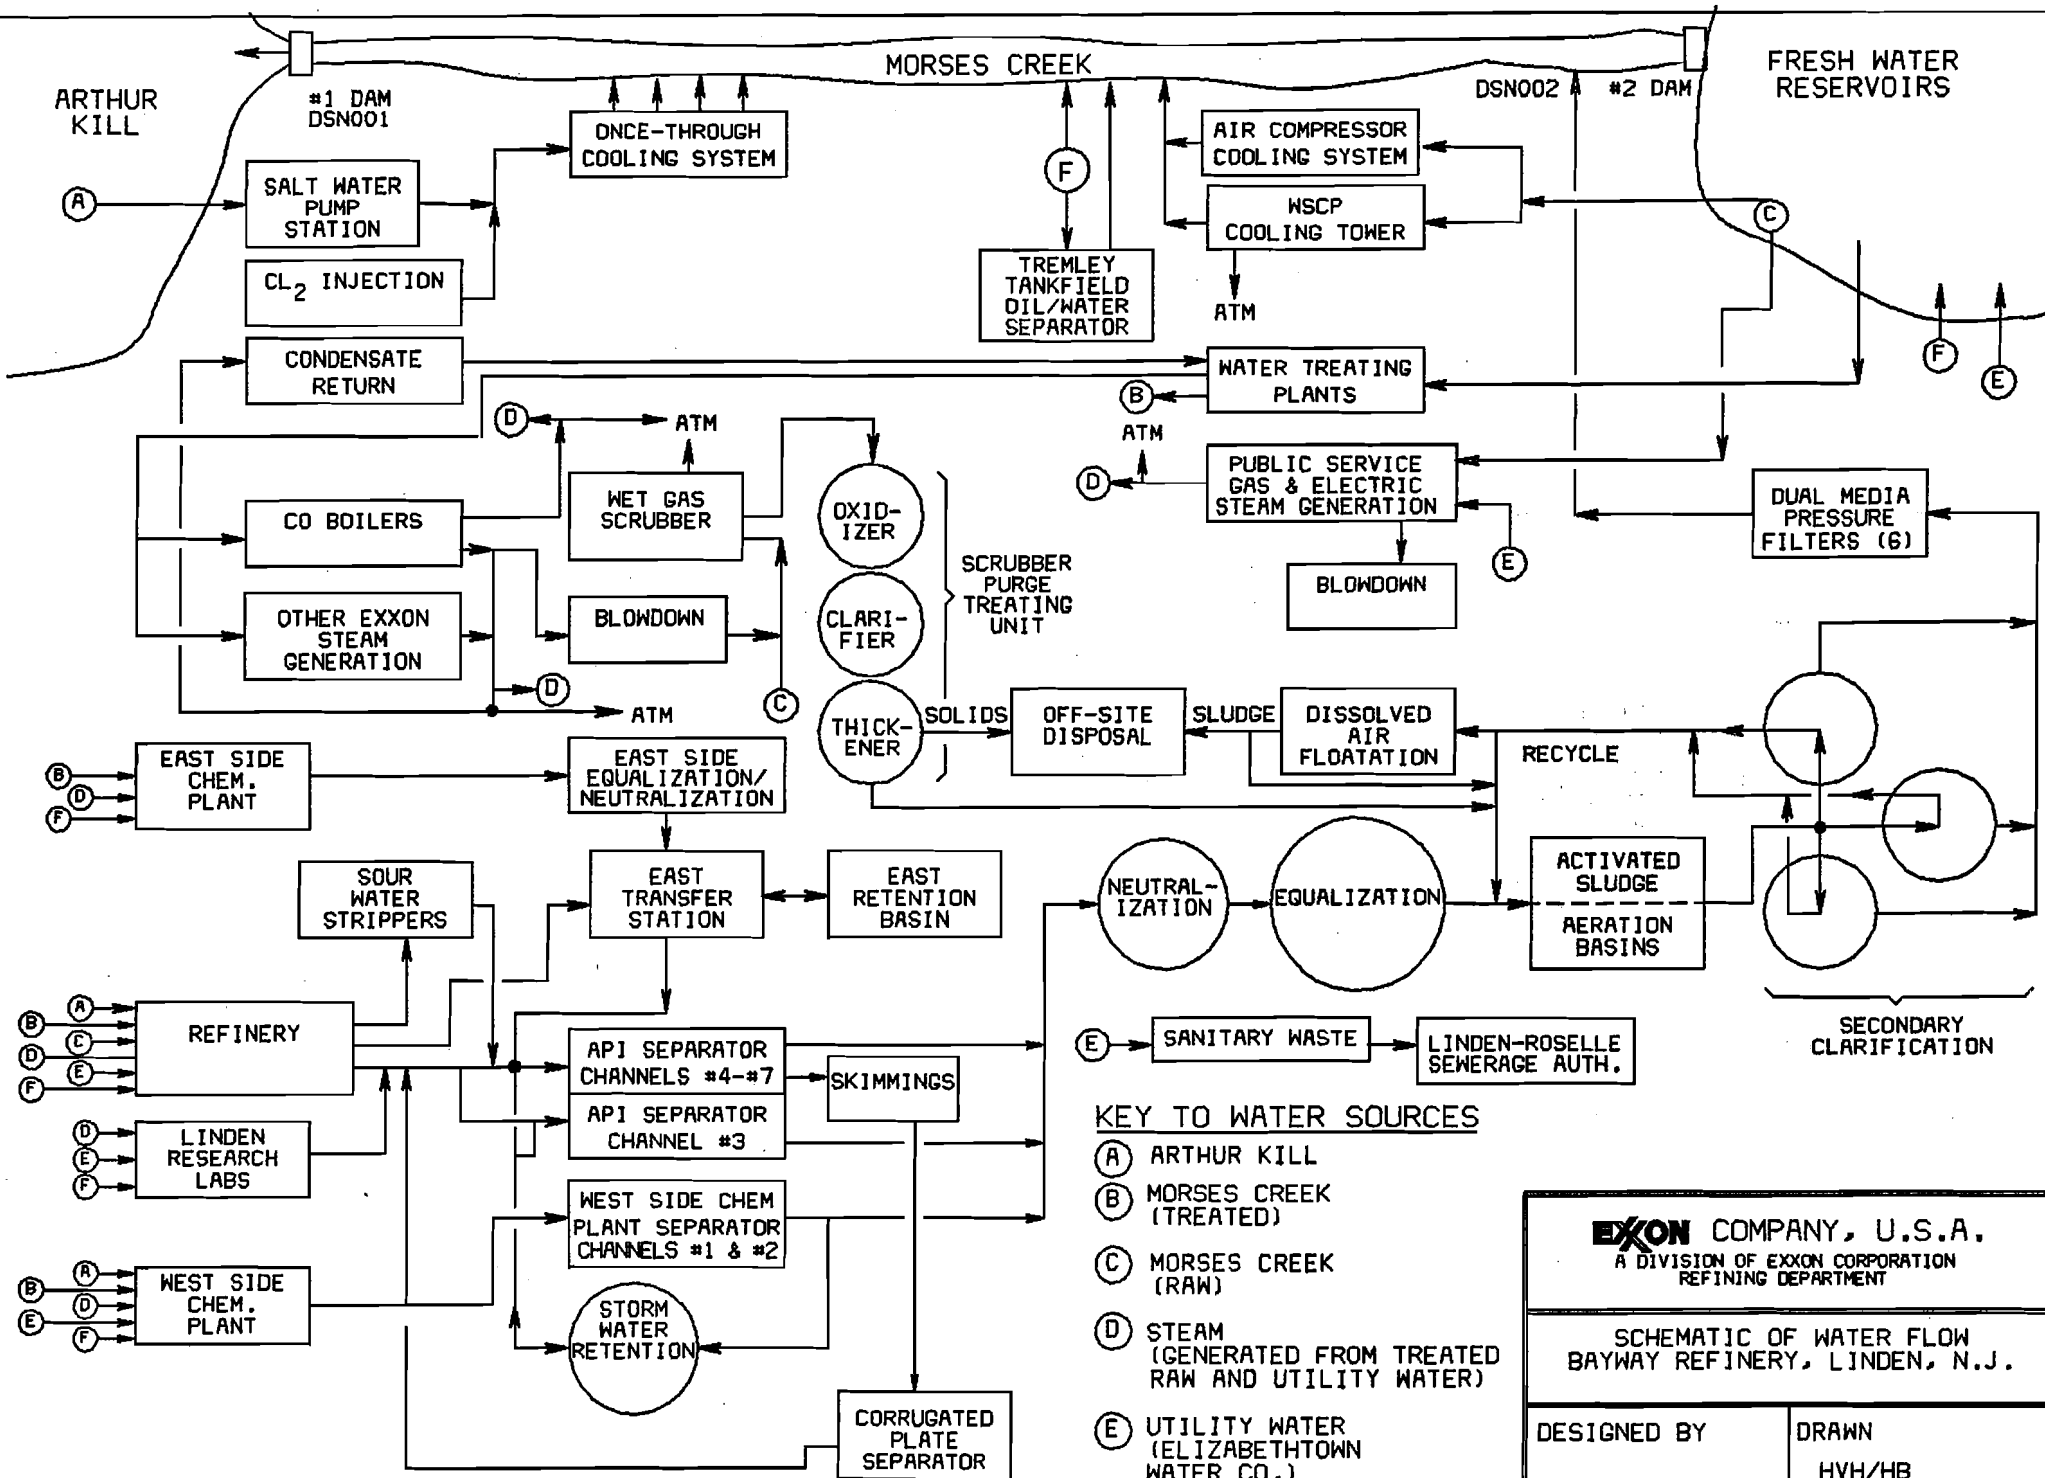 MORSES CREEK
FRESH WATER
RESERVOIRS
ARTHUR
KILL
#1 DAM
DSN001
DSN002
#2 DAM
ONCE-THROUGH
COOLING SYSTEM
AIR COMPRESSOR
COOLING SYSTEM
F
A
SALT WATER
PUMP
STATION
WSCP
COOLING TOWER
C
CL2 INJECTION
TREMLEY
TANKFIELD
OIL/WATER
SEPARATOR
ATM
F
E
CONDENSATE
RETURN
WATER TREATING
PLANTS
B
D
ATM
ATM
D
PUBLIC SERVICE
GAS & ELECTRIC
STEAM GENERATION
E
BLOWDOWN
DUAL MEDIA
PRESSURE
FILTERS (6)
CO BOILERS
WET GAS
SCRUBBER
OXID-
IZER
CLARI-
FIER
THICK-
ENER
SCRUBBER
PURGE
TREATING
UNIT
OTHER EXXON
STEAM
GENERATION
BLOWDOWN
D
C
ATM
SOLIDS
OFF-SITE
DISPOSAL
SLUDGE
DISSOLVED
AIR
FLOATATION
RECYCLE
B
D
F
EAST SIDE
CHEM.
PLANT
EAST SIDE
EQUALIZATION/
NEUTRALIZATION
SOUR
WATER
STRIPPERS
EAST
TRANSFER
STATION
EAST
RETENTION
BASIN
NEUTRAL-
IZATION
EQUALIZATION
ACTIVATED
SLUDGE
AERATION
BASINS
SECONDARY
CLARIFICATION
A
B
C
D
E
F
REFINERY
API SEPARATOR
CHANNELS #4-#7
SKIMMINGS
API SEPARATOR
CHANNEL #3
E
SANITARY WASTE
LINDEN-ROSELLE
SEWERAGE AUTH.
D
E
F
LINDEN
RESEARCH
LABS
WEST SIDE CHEM
PLANT SEPARATOR
CHANNELS #1 & #2
A
B
D
E
F
WEST SIDE
CHEM.
PLANT
STORM
WATER
RETENTION
CORRUGATED
PLATE
SEPARATOR
KEY TO WATER SOURCES
A ARTHUR KILL
B MORSES CREEK
(TREATED)
C MORSES CREEK
(RAW)
D STEAM
(GENERATED FROM TREATED
RAW AND UTILITY WATER)
E UTILITY WATER
(ELIZABETHTOWN
WATER CO.)
EXXON COMPANY, U.S.A.
A DIVISION OF EXXON CORPORATION
REFINING DEPARTMENT
SCHEMATIC OF WATER FLOW
BAYWAY REFINERY, LINDEN, N.J.
DESIGNED BY
DRAWN
HVH/HB